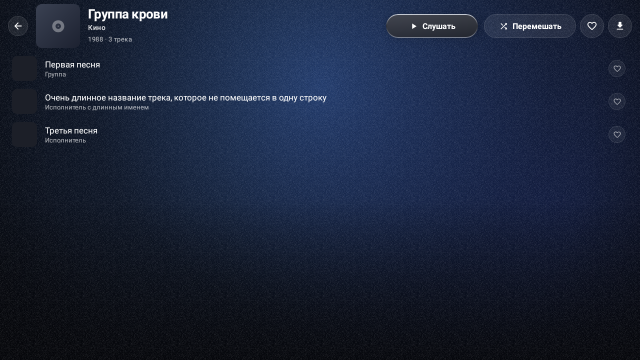 Группа крови
Кино
1988 · 3 трека
Слушать
Перемешать
Первая песня
Группа
Очень длинное название трека, которое не помещается в одну строку
Исполнитель с длинным именем
Третья песня
Исполнитель